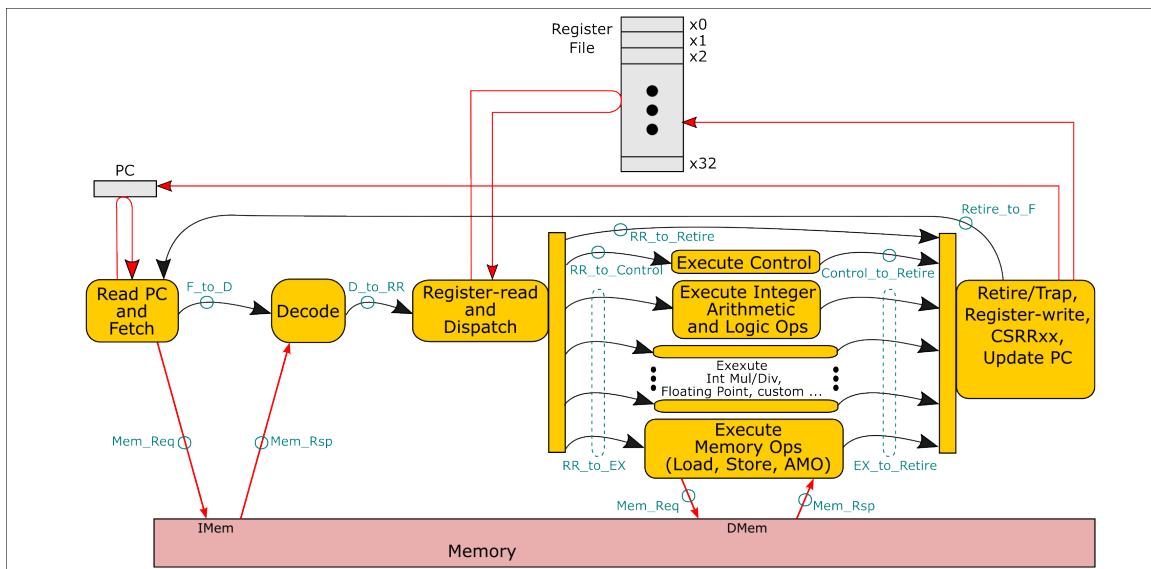 Register
File
x0
x1
x2
x32
PC
Retire_to_F
RR_to_Retire
RR_to_Control
Execute Control
Control_to_Retire
Read PC
and
Fetch
F_to_D
Decode
D_to_RR
Register-read
and
Dispatch
Execute Integer
Arithmetic
and Logic Ops
Retire/Trap,
Register-write,
CSRRxx,
Update PC
Exexute
Int Mul/Div,
Floating Point, custom ...
Execute
Memory Ops
(Load, Store, AMO)
RR_to_EX
EX_to_Retire
Mem_Req
Mem_Rsp
Mem_Req
Mem_Rsp
IMem
DMem
Memory